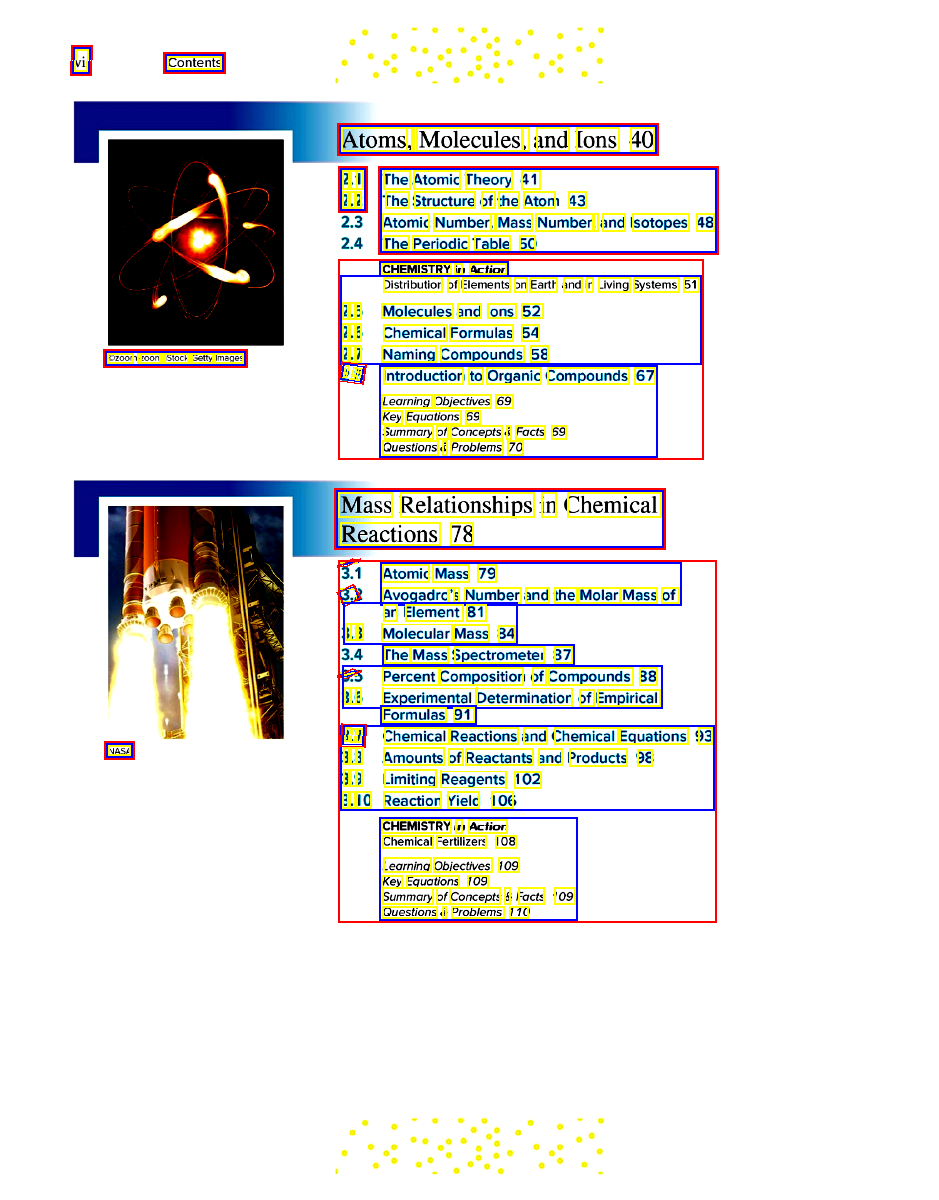 vi Contents
Atoms, Molecules, and Ions 40
2.1 The Atomic Theory 41
2.2 The Structure of the Atom 43
2.3 Atomic Number, Mass Number, and Isotopes 48
2.4 The Periodic Table 50
CHEMISTRY in Action
Distribution of Elements on Earth and in Living Systems 51
2.5 Molecules and Ions 52
2.6 Chemical Formulas 54
2.7 Naming Compounds 58
2.8 Introduction to Organic Compounds 67
Learning Objectives 69
Key Equations 69
Summary of Concepts & Facts 69
Questions & Problems 70
©zoom-zoom/iStock/Getty Images
Mass Relationships in Chemical
Reactions 78
3.1 Atomic Mass 79
3.2 Avogadro's Number and the Molar Mass of
an Element 81
3.3 Molecular Mass 84
3.4 The Mass Spectrometer 87
3.5 Percent Composition of Compounds 88
3.6 Experimental Determination of Empirical
Formulas 91
3.7 Chemical Reactions and Chemical Equations 93
3.8 Amounts of Reactants and Products 98
3.9 Limiting Reagents 102
3.10 Reaction Yield 106
CHEMISTRY in Action
Chemical Fertilizers 108
Learning Objectives 109
Key Equations 109
Summary of Concepts & Facts 109
Questions & Problems 110
NASA